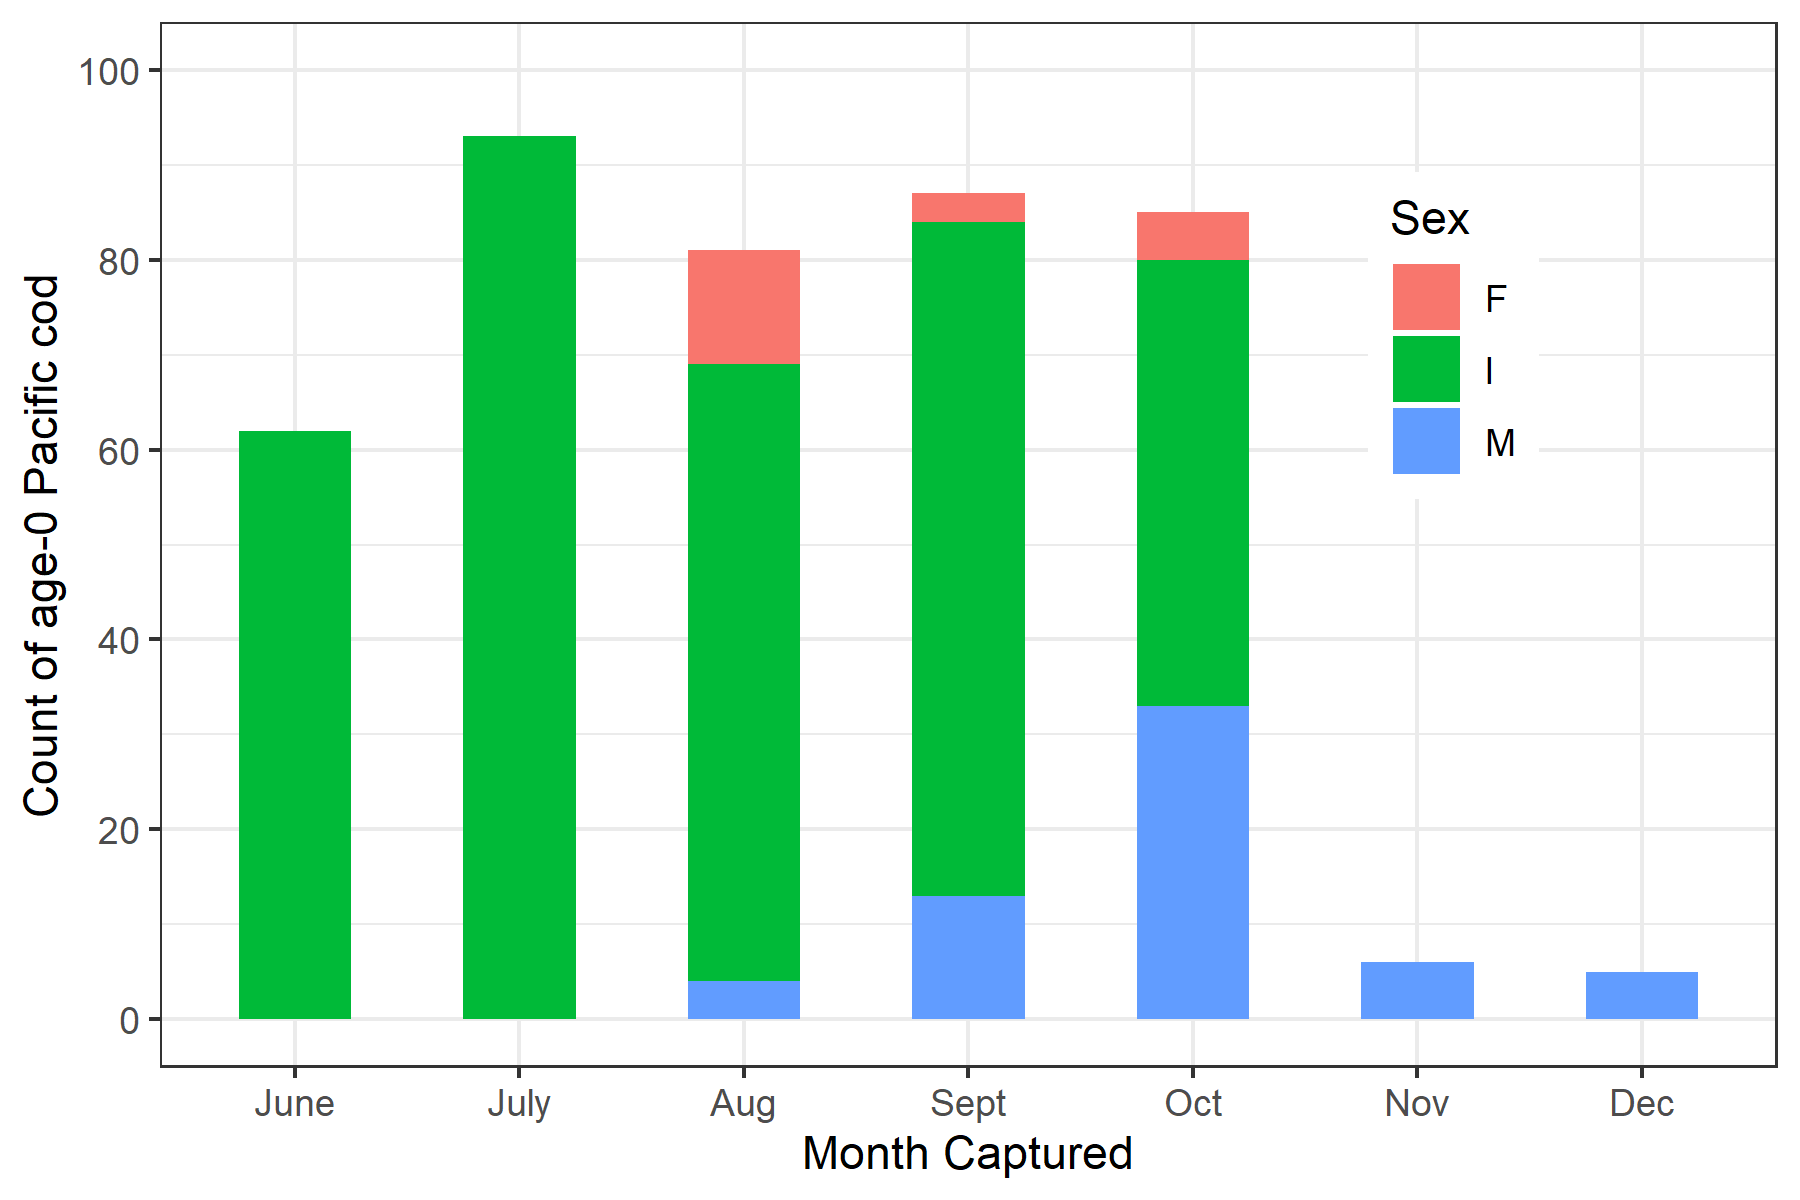 Count of age-0 Pacific cod
100
80
60
40
20
0
Sex
F
I
M
June July Aug Sept Oct Nov Dec
Month Captured